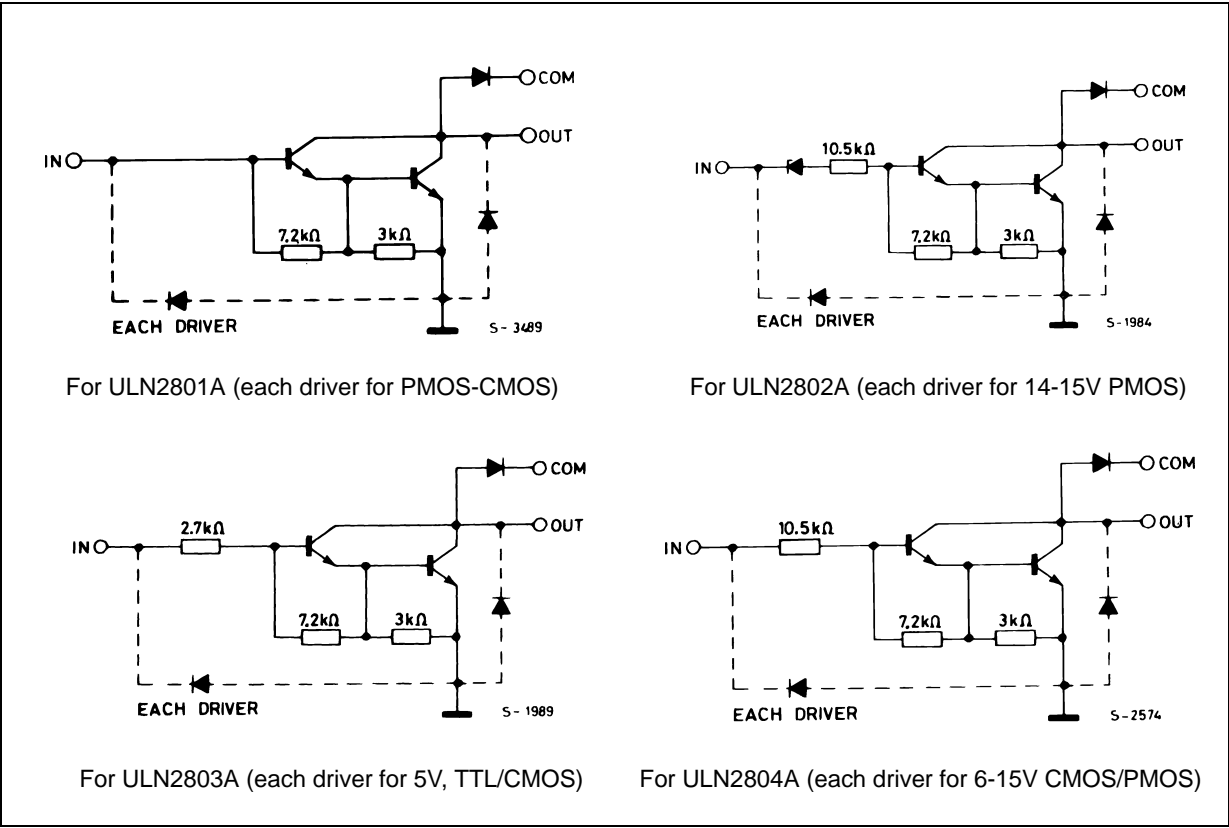 COM
OUT
IN
7.2kΩ
3kΩ
EACH DRIVER
S- 3489
For ULN2801A (each driver for PMOS-CMOS)
COM
OUT
10.5kΩ
IN
7.2kΩ
3kΩ
EACH DRIVER
S-1984
For ULN2802A (each driver for 14-15V PMOS)
COM
OUT
2.7kΩ
IN
7.2kΩ
3kΩ
EACH DRIVER
S- 1989
For ULN2803A (each driver for 5V, TTL/CMOS)
COM
OUT
10.5kΩ
IN
7.2kΩ
3kΩ
EACH DRIVER
S-2574
For ULN2804A (each driver for 6-15V CMOS/PMOS)